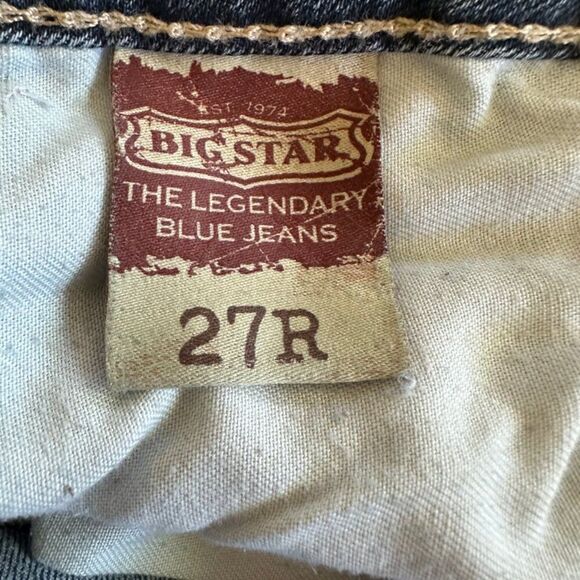 EST 1974
BIG STAR
THE LEGENDARY
BLUE JEANS
27R